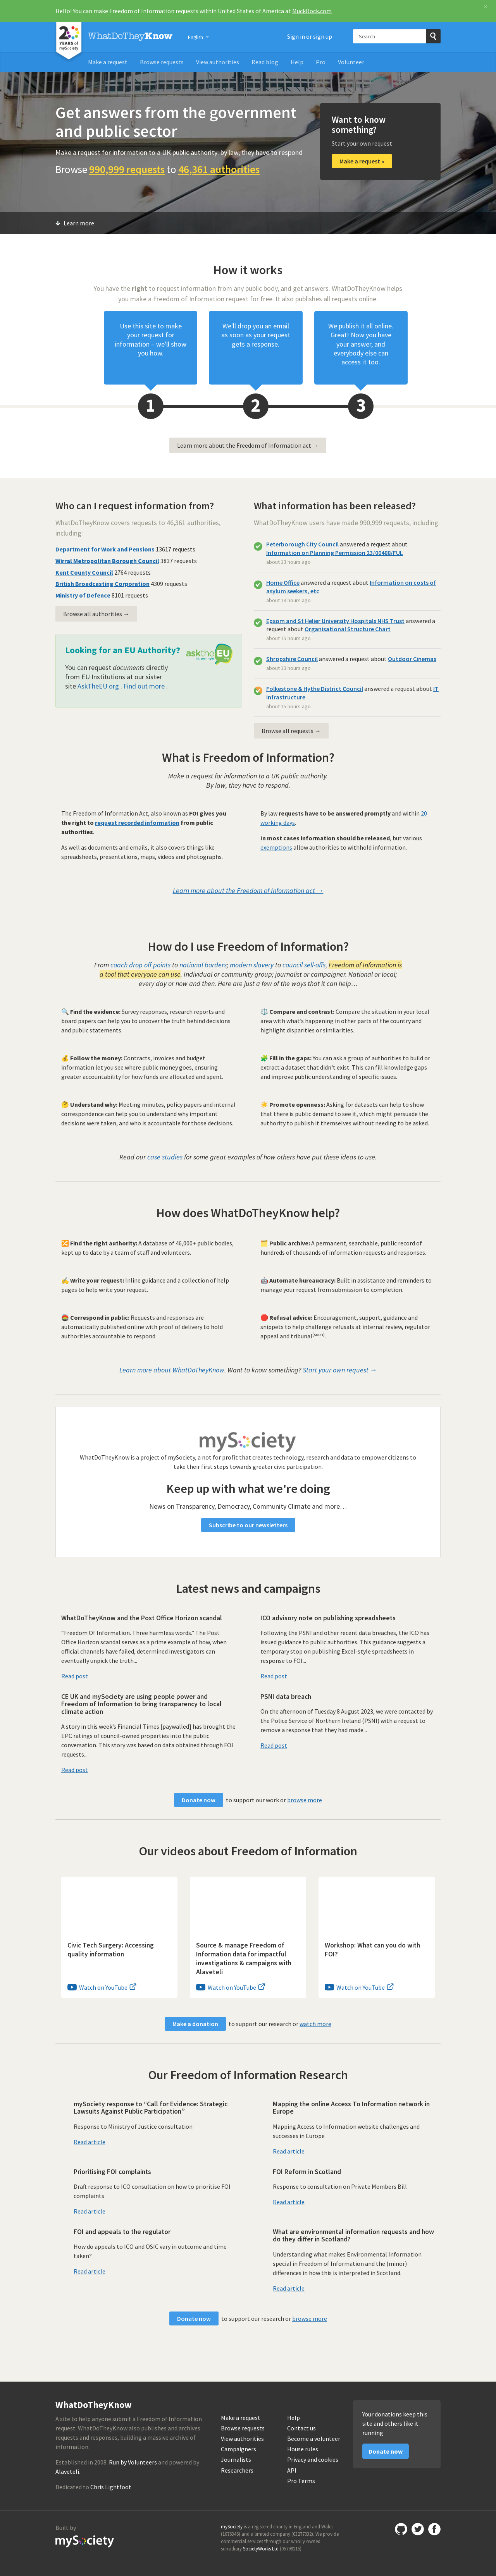 Hello! You can make Freedom of Information requests within United States of America at MuckRock.com
×
20
YEARS of
mySociety
WhatDoTheyKnow
English
Sign in or sign up
Search
Make a request
Browse requests
View authorities
Read blog
Help
Pro
Volunteer
Get answers from the government
and public sector
Make a request for information to a UK public authority: by law, they have to respond
Browse 990,999 requests to 46,361 authorities
Want to know
something?
Start your own request
Make a request »
Learn more
How it works
You have the right to request information from any public body, and get answers. WhatDoTheyKnow helps
you make a Freedom of Information request for free. It also publishes all requests online.
Use this site to make
your request for
information – we'll show
you how.
We'll drop you an email
as soon as your request
gets a response.
We publish it all online.
Great! Now you have
your answer, and
everybody else can
access it too.
1
2
3
Learn more about the Freedom of Information act →
Who can I request information from?
WhatDoTheyKnow covers requests to 46,361 authorities,
including:
Department for Work and Pensions 13617 requests
Wirral Metropolitan Borough Council 3837 requests
Kent County Council 2764 requests
British Broadcasting Corporation 4309 requests
Ministry of Defence 8101 requests
Browse all authorities →
Looking for an EU Authority?
asktheEU
You can request documents directly
from EU Institutions at our sister
site AskTheEU.org . Find out more .
What information has been released?
WhatDoTheyKnow users have made 990,999 requests, including:
Peterborough City Council answered a request about
Information on Planning Permission 23/00488/FUL
about 13 hours ago
Home Office answered a request about Information on costs of
asylum seekers, etc
about 14 hours ago
Epsom and St Helier University Hospitals NHS Trust answered a
request about Organisational Structure Chart
about 15 hours ago
Shropshire Council answered a request about Outdoor Cinemas
about 13 hours ago
Folkestone & Hythe District Council answered a request about IT
Infrastructure
about 15 hours ago
Browse all requests →
What is Freedom of Information?
Make a request for information to a UK public authority.
By law, they have to respond.
The Freedom of Information Act, also known as FOI gives you
the right to request recorded information from public
authorities.
As well as documents and emails, it also covers things like
spreadsheets, presentations, maps, videos and photographs.
By law requests have to be answered promptly and within 20
working days.
In most cases information should be released, but various
exemptions allow authorities to withhold information.
Learn more about the Freedom of Information act →
How do I use Freedom of Information?
From coach drop off points to national borders; modern slavery to council sell-offs, Freedom of Information is
a tool that everyone can use. Individual or community group; journalist or campaigner. National or local;
every day or now and then. Here are just a few of the ways that it can help…
🔍 Find the evidence: Survey responses, research reports and
board papers can help you to uncover the truth behind decisions
and public statements.
⚖️ Compare and contrast: Compare the situation in your local
area with what’s happening in other parts of the country and
highlight disparities or similarities.
💰 Follow the money: Contracts, invoices and budget
information let you see where public money goes, ensuring
greater accountability for how funds are allocated and spent.
🧩 Fill in the gaps: You can ask a group of authorities to build or
extract a dataset that didn’t exist. This can fill knowledge gaps
and improve public understanding of specific issues.
🤔 Understand why: Meeting minutes, policy papers and internal
correspondence can help you to understand why important
decisions were taken, and who is accountable for those decisions.
☀️ Promote openness: Asking for datasets can help to show
that there is public demand to see it, which might persuade the
authority to publish it themselves without needing to be asked.
Read our case studies for some great examples of how others have put these ideas to use.
How does WhatDoTheyKnow help?
🔀 Find the right authority: A database of 46,000+ public bodies,
kept up to date by a team of staff and volunteers.
🗂️ Public archive: A permanent, searchable, public record of
hundreds of thousands of information requests and responses.
✍️ Write your request: Inline guidance and a collection of help
pages to help write your request.
🤖 Automate bureaucracy: Built in assistance and reminders to
manage your request from submission to completion.
Correspond in public: Requests and responses are
automatically published online with proof of delivery to hold
authorities accountable to respond.
🛑 Refusal advice: Encouragement, support, guidance and
snippets to help challenge refusals at internal review, regulator
appeal and tribunal(soon).
Learn more about WhatDoTheyKnow. Want to know something? Start your own request →
mySociety
WhatDoTheyKnow is a project of mySociety, a not for profit that creates technology, research and data to empower citizens to
take their first steps towards greater civic participation.
Keep up with what we're doing
News on Transparency, Democracy, Community Climate and more…
Subscribe to our newsletters
Latest news and campaigns
WhatDoTheyKnow and the Post Office Horizon scandal
“Freedom Of Information. Three harmless words.” The Post
Office Horizon scandal serves as a prime example of how, when
official channels have failed, determined investigators can
eventually unpick the truth...
Read post
ICO advisory note on publishing spreadsheets
Following the PSNI and other recent data breaches, the ICO has
issued guidance to public authorities. This guidance suggests a
temporary stop on publishing Excel-style spreadsheets in
response to FOI...
Read post
CE UK and mySociety are using people power and
Freedom of Information to bring transparency to local
climate action
A story in this week’s Financial Times [paywalled] has brought the
EPC ratings of council-owned properties into the public
conversation. This story was based on data obtained through FOI
requests...
Read post
PSNI data breach
On the afternoon of Tuesday 8 August 2023, we were contacted by
the Police Service of Northern Ireland (PSNI) with a request to
remove a response that they had made...
Read post
Donate now to support our work or browse more
Our videos about Freedom of Information
Civic Tech Surgery: Accessing
quality information
Watch on YouTube
Source & manage Freedom of
Information data for impactful
investigations & campaigns with
Alaveteli
Watch on YouTube
Workshop: What can you do with
FOI?
Watch on YouTube
Make a donation to support our research or watch more
Our Freedom of Information Research
mySociety response to “Call for Evidence: Strategic
Lawsuits Against Public Participation”
Response to Ministry of Justice consultation
Read article
Mapping the online Access To Information network in
Europe
Mapping Access to Information website challenges and
successes in Europe
Read article
Prioritising FOI complaints
Draft response to ICO consultation on how to prioritise FOI
complaints
Read article
FOI Reform in Scotland
Response to consultation on Private Members Bill
Read article
FOI and appeals to the regulator
How do appeals to ICO and OSIC vary in outcome and time
taken?
Read article
What are environmental information requests and how
do they differ in Scotland?
Understanding what makes Environmental Information
special in Freedom of Information and the (minor)
differences in how this is interpreted in Scotland.
Read article
Donate now to support our research or browse more
WhatDoTheyKnow
A site to help anyone submit a Freedom of Information
request. WhatDoTheyKnow also publishes and archives
requests and responses, building a massive archive of
information.
Established in 2008. Run by Volunteers and powered by
Alaveteli.
Dedicated to Chris Lightfoot.
Make a request
Browse requests
View authorities
Campaigners
Journalists
Researchers
Help
Contact us
Become a volunteer
House rules
Privacy and cookies
API
Pro Terms
Your donations keep this
site and others like it
running
Donate now
Built by
mySociety
mySociety is a registered charity in England and Wales
(1076346) and a limited company (03277032). We provide
commercial services through our wholly owned
subsidiary SocietyWorks Ltd (05798215).